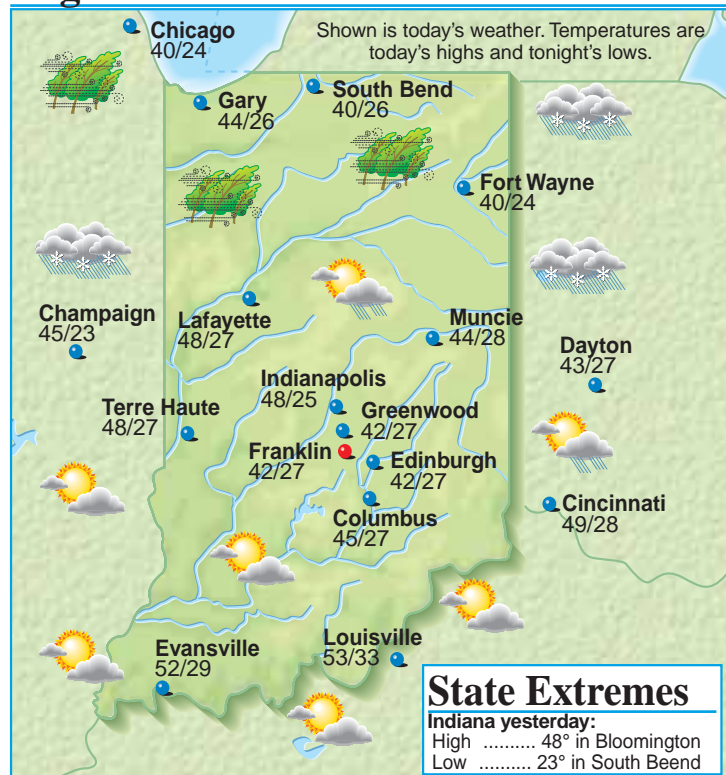 Shown is today's weather. Temperatures are
today's highs and tonight's lows.
Chicago
40/24
Gary
44/26
South Bend
40/26
Fort Wayne
40/24
Champaign
45/23
Lafayette
48/27
Muncie
44/28
Dayton
43/27
Indianapolis
48/25
Terre Haute
48/27
Greenwood
42/27
Franklin
42/27
Edinburgh
42/27
Columbus
45/27
Cincinnati
49/28
Evansville
52/29
Louisville
53/33
State Extremes
Indiana yesterday:
High .......... 48° in Bloomington
Low .......... 23° in South Beend